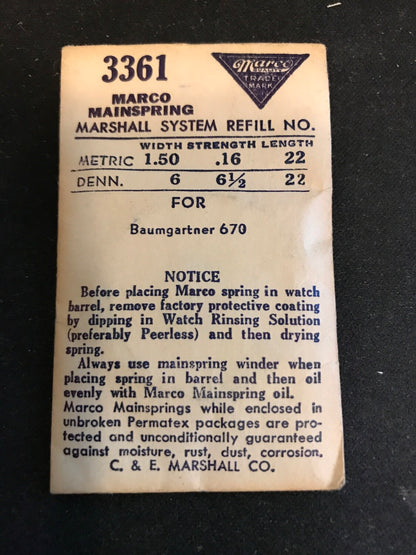 3361
Marco
QUALITY
TRADE
MARK
MARCO
MAINSPRING
MARSHALL SYSTEM REFILL NO.
WIDTH STRENGTH LENGTH
METRIC 1.50 .16 22
DENN. 6 6½ 22
FOR
Baumgartner 670
NOTICE
Before placing Marco spring in watch
barrel, remove factory protective coating
by dipping in Watch Rinsing Solution
(preferably Peerless) and then drying
spring.
Always use mainspring winder when
placing spring in barrel and then oil
evenly with Marco Mainspring oil.
Marco Mainsprings while enclosed in
unbroken Permatex packages are pro-
tected and unconditionally guaranteed
against moisture, rust, dust, corrosion.
C. & E. MARSHALL CO.